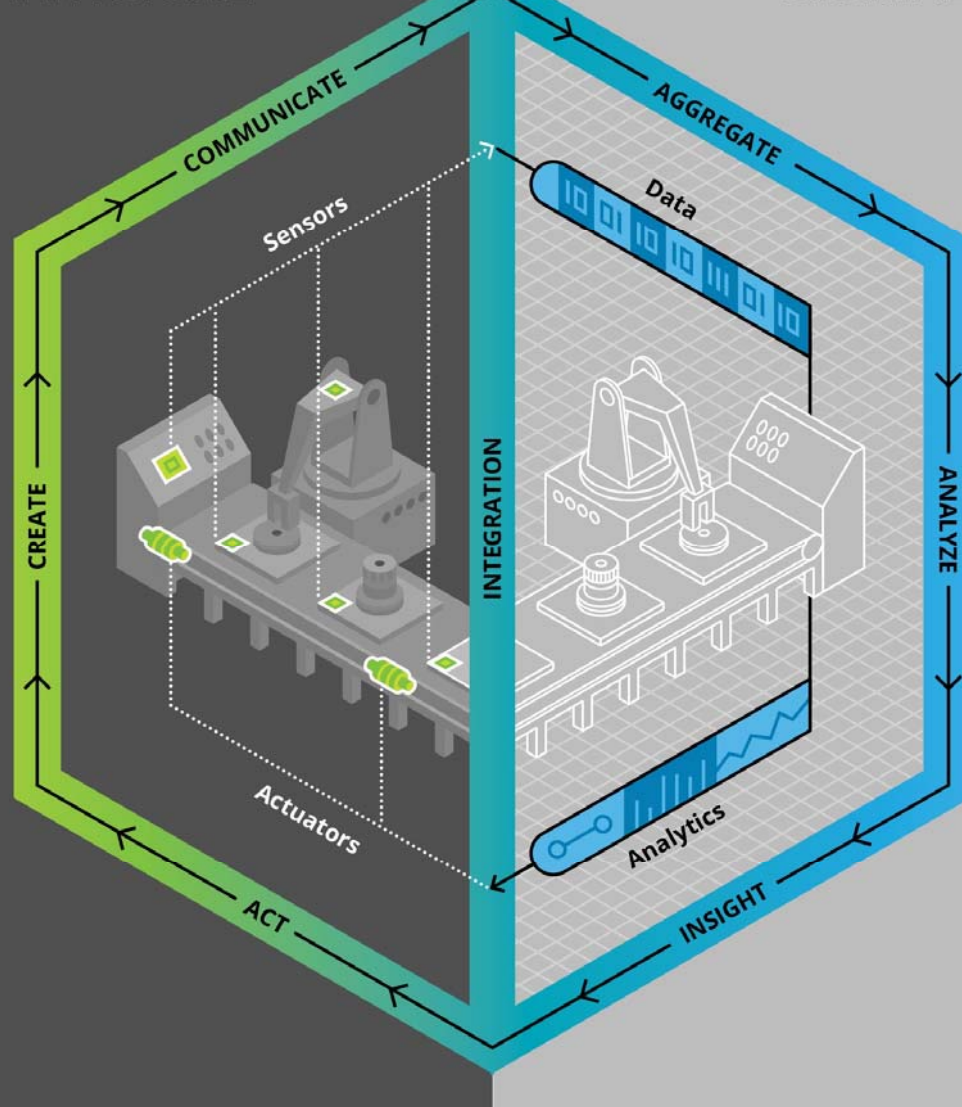 COMMUNICATE
AGGREGATE
Sensors
Data
CREATE
INTEGRATION
ANALYZE
Actuators
Analytics
ACT
INSIGHT